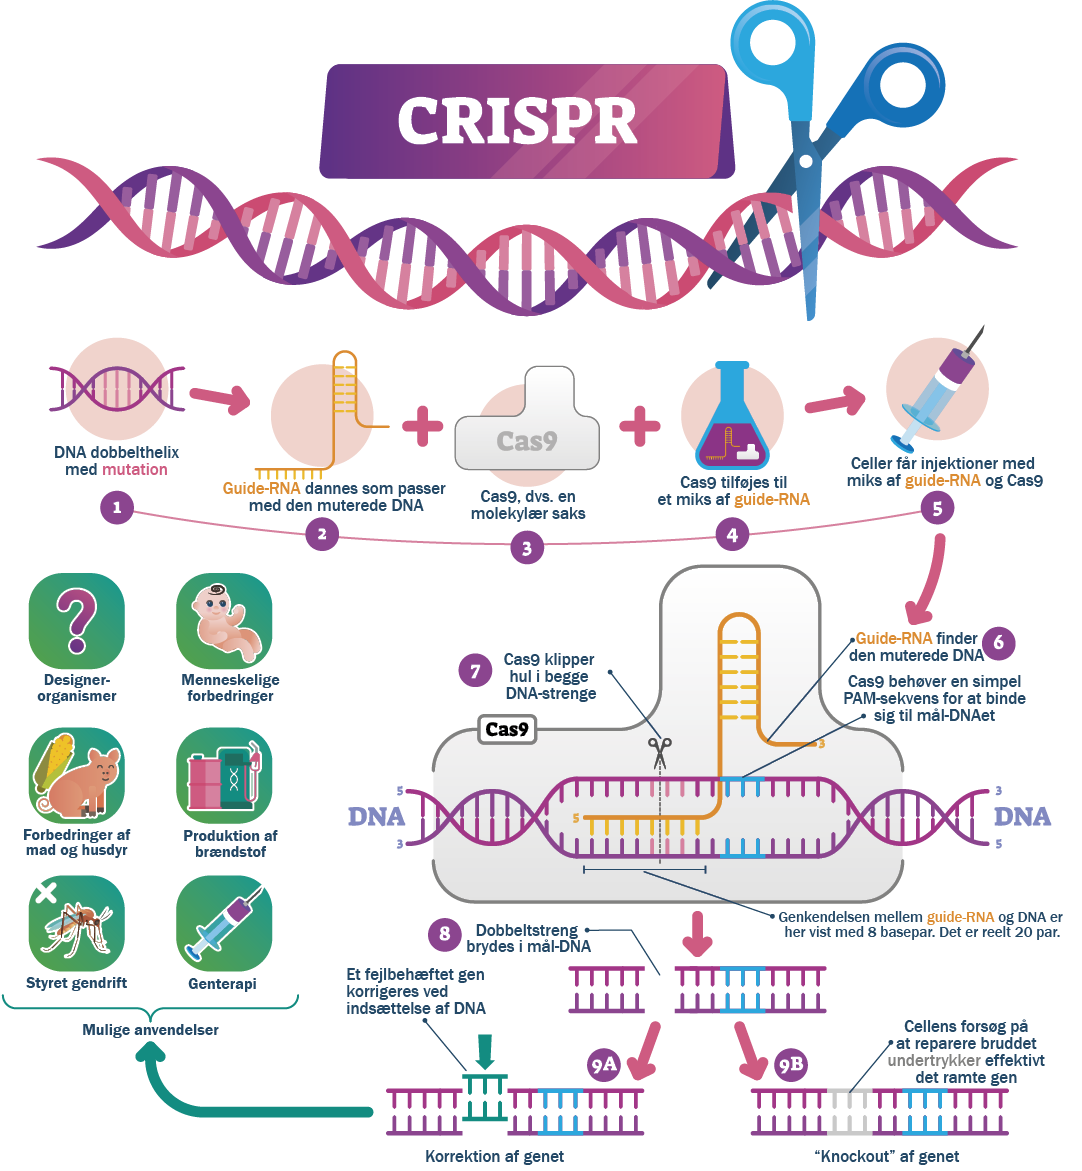 CRISPR
DNA dobbelthelix
med mutation
1
Guide-RNA dannes som passer
med den muterede DNA
2
Cas9
Cas9, dvs. en
molekylær saks
3
Cas9 tilføjes til
et miks af guide-RNA
4
Celler får injektioner med
miks af guide-RNA og Cas9
5
Guide-RNA finder
den muterede DNA
6
Cas9 behøver en simpel
PAM-sekvens for at binde
sig til mål-DNAet
7
Cas9 klipper
hul i begge
DNA-strenge
Cas9
3
5
DNA
3
5
3
DNA
5
Genkendelsen mellem guide-RNA og DNA er
her vist med 8 basepar. Det er reelt 20 par.
8
Dobbeltstreng
brydes i mål-DNA
Et fejlbehæftet gen
korrigeres ved
indsættelse af DNA
9A
Korrektion af genet
9B
Cellens forsøg på
at reparere bruddet
undertrykker effektivt
det ramte gen
“Knockout” af genet
Designer-
organismer
Menneskelige
forbedringer
Forbedringer af
mad og husdyr
Produktion af
brændstof
Styret gendrift
Genterapi
Mulige anvendelser